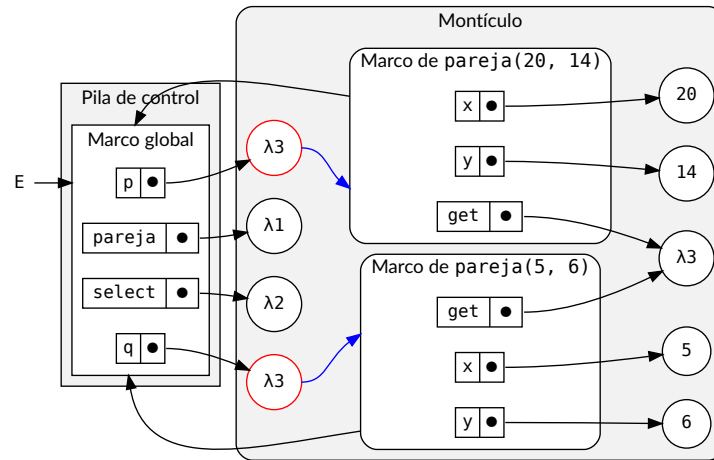 Montículo
Marco de pareja(20, 14)
x
20
Pila de control
Marco global
λ3
y
14
E
p
get
pareja
λ1
λ3
Marco de pareja(5, 6)
select
λ2
get
q
λ3
x
5
y
6